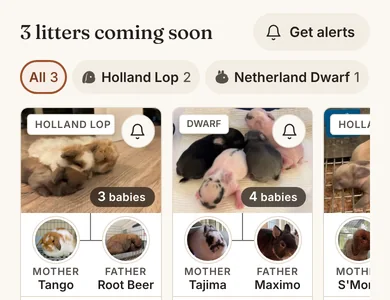 3 litters coming soon
Get alerts
All 3
Holland Lop 2
Netherland Dwarf 1
HOLLAND LOP
DWARF
3 babies
4 babies
MOTHER
Tango
FATHER
Root Beer
MOTHER
Tajima
FATHER
Maximo